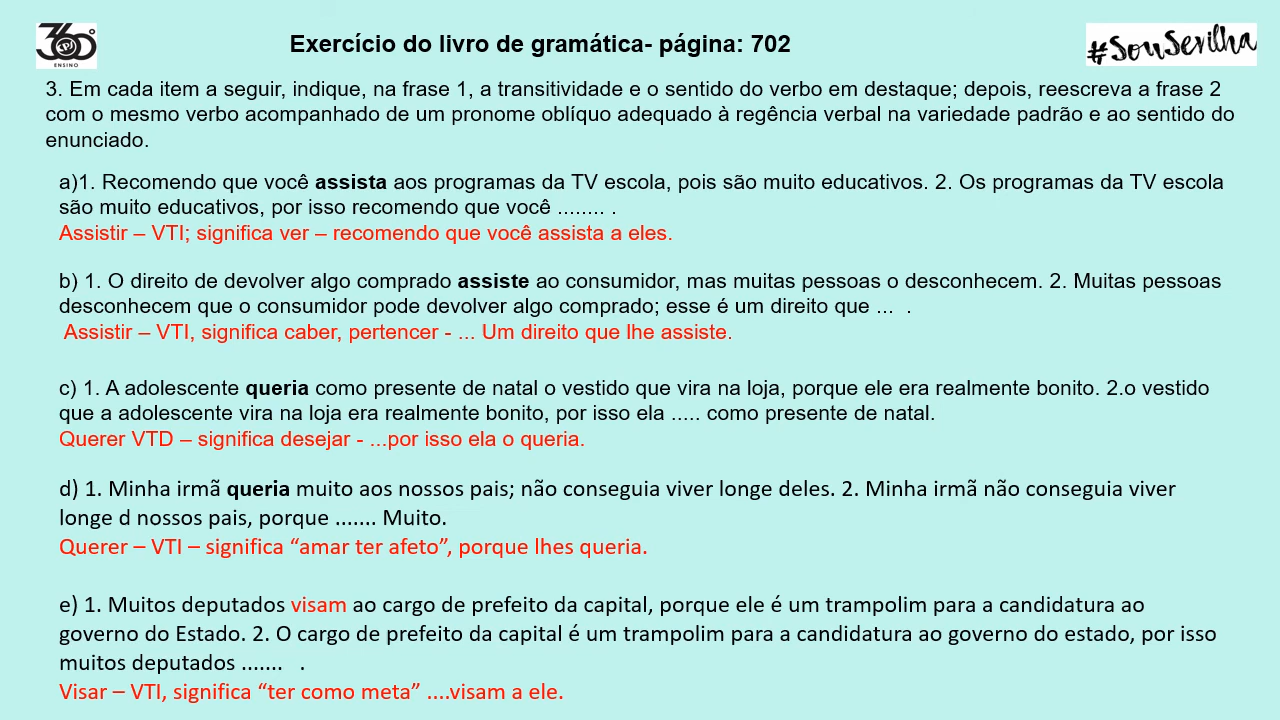 360°
SPJ
ENSINO
Exercício do livro de gramática- página: 702
#SouSevilha
3. Em cada item a seguir, indique, na frase 1, a transitividade e o sentido do verbo em destaque; depois, reescreva a frase 2
com o mesmo verbo acompanhado de um pronome oblíquo adequado à regência verbal na variedade padrão e ao sentido do
enunciado.
a)1. Recomendo que você assista aos programas da TV escola, pois são muito educativos. 2. Os programas da TV escola
são muito educativos, por isso recomendo que você ........ .
Assistir – VTI; significa ver – recomendo que você assista a eles.
b) 1. O direito de devolver algo comprado assiste ao consumidor, mas muitas pessoas o desconhecem. 2. Muitas pessoas
desconhecem que o consumidor pode devolver algo comprado; esse é um direito que ... .
Assistir – VTI, significa caber, pertencer - ... Um direito que lhe assiste.
c) 1. A adolescente queria como presente de natal o vestido que vira na loja, porque ele era realmente bonito. 2.o vestido
que a adolescente vira na loja era realmente bonito, por isso ela ..... como presente de natal.
Querer VTD – significa desejar - ...por isso ela o queria.
d) 1. Minha irmã queria muito aos nossos pais; não conseguia viver longe deles. 2. Minha irmã não conseguia viver
longe d nossos pais, porque ....... Muito.
Querer – VTI – significa “amar ter afeto”, porque lhes queria.
e) 1. Muitos deputados visam ao cargo de prefeito da capital, porque ele é um trampolim para a candidatura ao
governo do Estado. 2. O cargo de prefeito da capital é um trampolim para a candidatura ao governo do estado, por isso
muitos deputados ....... .
Visar – VTI, significa “ter como meta” ....visam a ele.